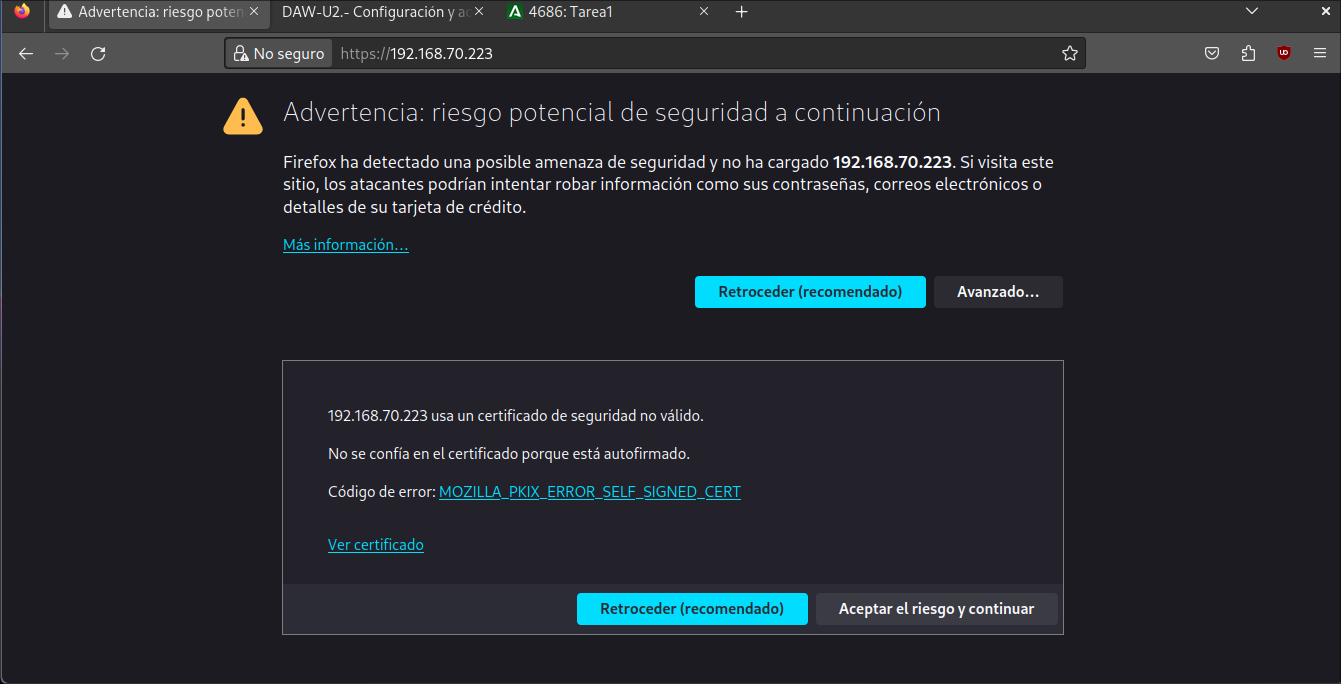 Advertencia: riesgo poten
DAW-U2.- Configuración y a
4686: Tarea1
No seguro
https://192.168.70.223
Advertencia: riesgo potencial de seguridad a continuación
Firefox ha detectado una posible amenaza de seguridad y no ha cargado 192.168.70.223. Si visita este
sitio, los atacantes podrían intentar robar información como sus contraseñas, correos electrónicos o
detalles de su tarjeta de crédito.
Más información...
Retroceder (recomendado)
Avanzado...
192.168.70.223 usa un certificado de seguridad no válido.
No se confía en el certificado porque está autofirmado.
Código de error: MOZILLA_PKIX_ERROR_SELF_SIGNED_CERT
Ver certificado
Retroceder (recomendado)
Aceptar el riesgo y continuar